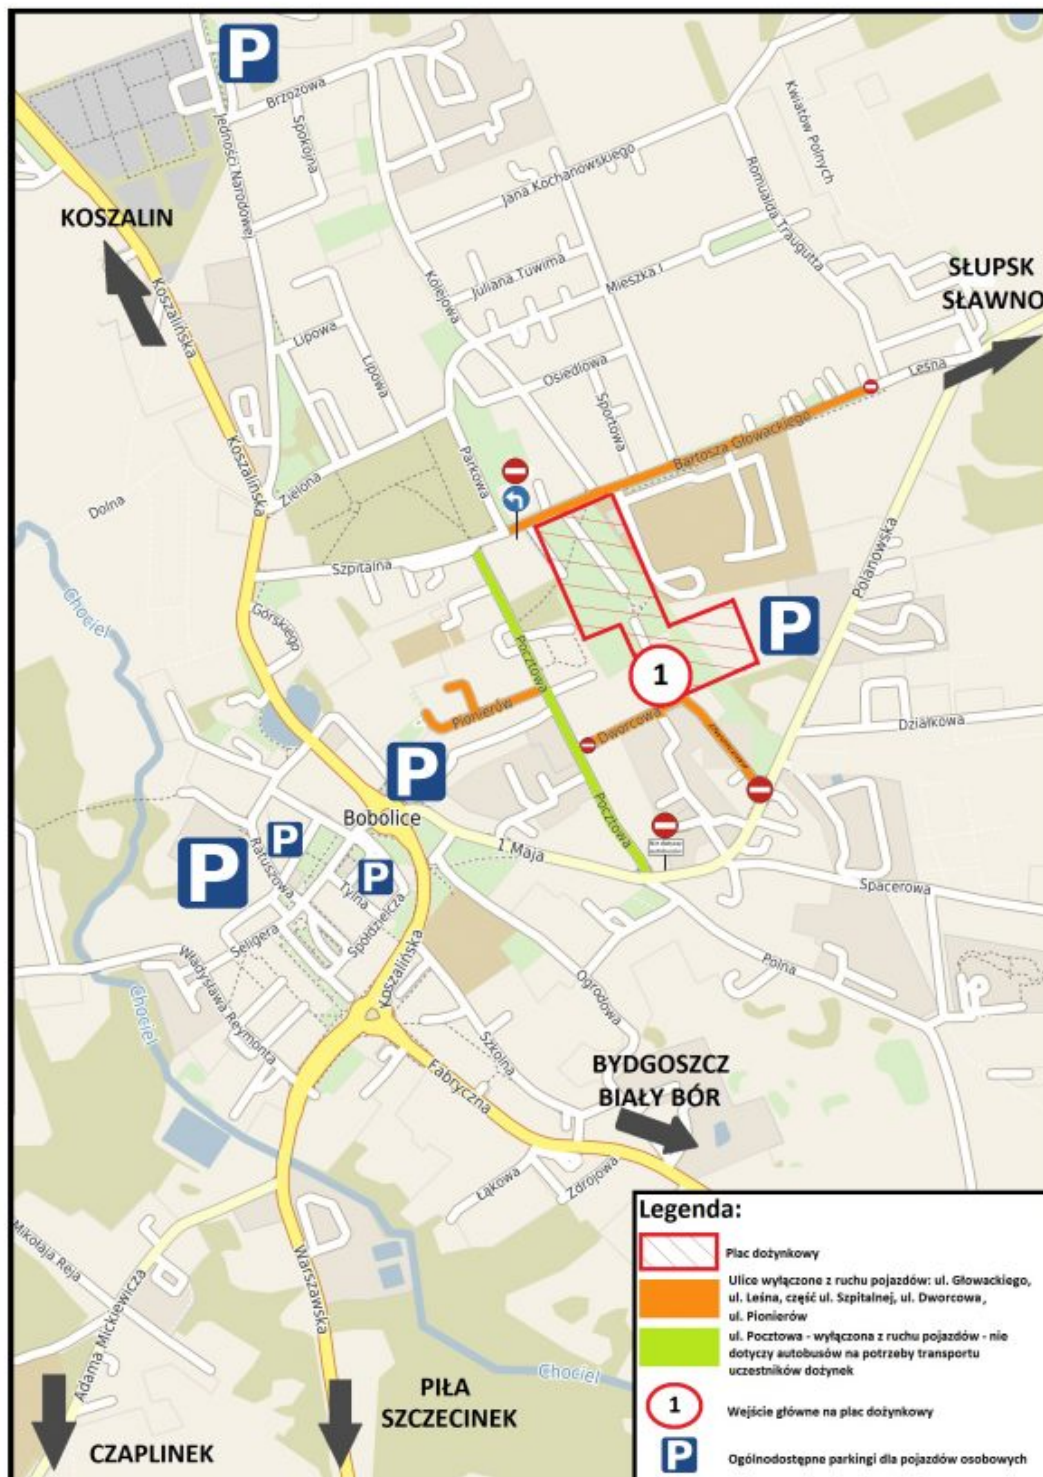 P
Brzozowa
Spokojna
Jedności Narodowej
Kwiatów Polnych
Jana Kochanowskiego
Romualda Traugutta
KOSZALIN
Koszalińska
Kolejowa
Juliana Tuwima
Mieszka I
SŁUPSK
SŁAWNO
Lipowa
Lipowa
Osiedlowa
Leśna
Sportowa
Bartosza Głowackiego
Koszalińska
Parkowa
Zielona
Dolna
Szpitalna
Polanowska
Chociel
Górskiego
P
Pocztowa
1
Pionierów
Dworcowa
Działkowa
P
Bobolice
Pocztowa
1 Maja
P
Ratuszowa
P
P
Tylna
Spółdzielcza
Spacerowa
Seligera
Koszalińska
Polna
Władysława Reymonta
Ogrodowa
Chociel
Szkolna
Fabryczna
BYDGOSZCZ
BIAŁY BÓR
Łąkowa
Zdrojowa
Mikołaja Reja
Warszawska
Adama Mickiewicza
Chociel
PIŁA
SZCZECINEK
CZAPLINEK
Legenda:
Plac dożynkowy
Ulice wyłączone z ruchu pojazdów: ul. Głowackiego,
ul. Leśna, część ul. Szpitalnej, ul. Dworcowa,
ul. Pionierów
ul. Pocztowa - wyłączona z ruchu pojazdów - nie
dotyczy autobusów na potrzeby transportu
uczestników dożynek
1
Wejście główne na plac dożynkowy
P
Ogólnodostępne parkingi dla pojazdów osobowych